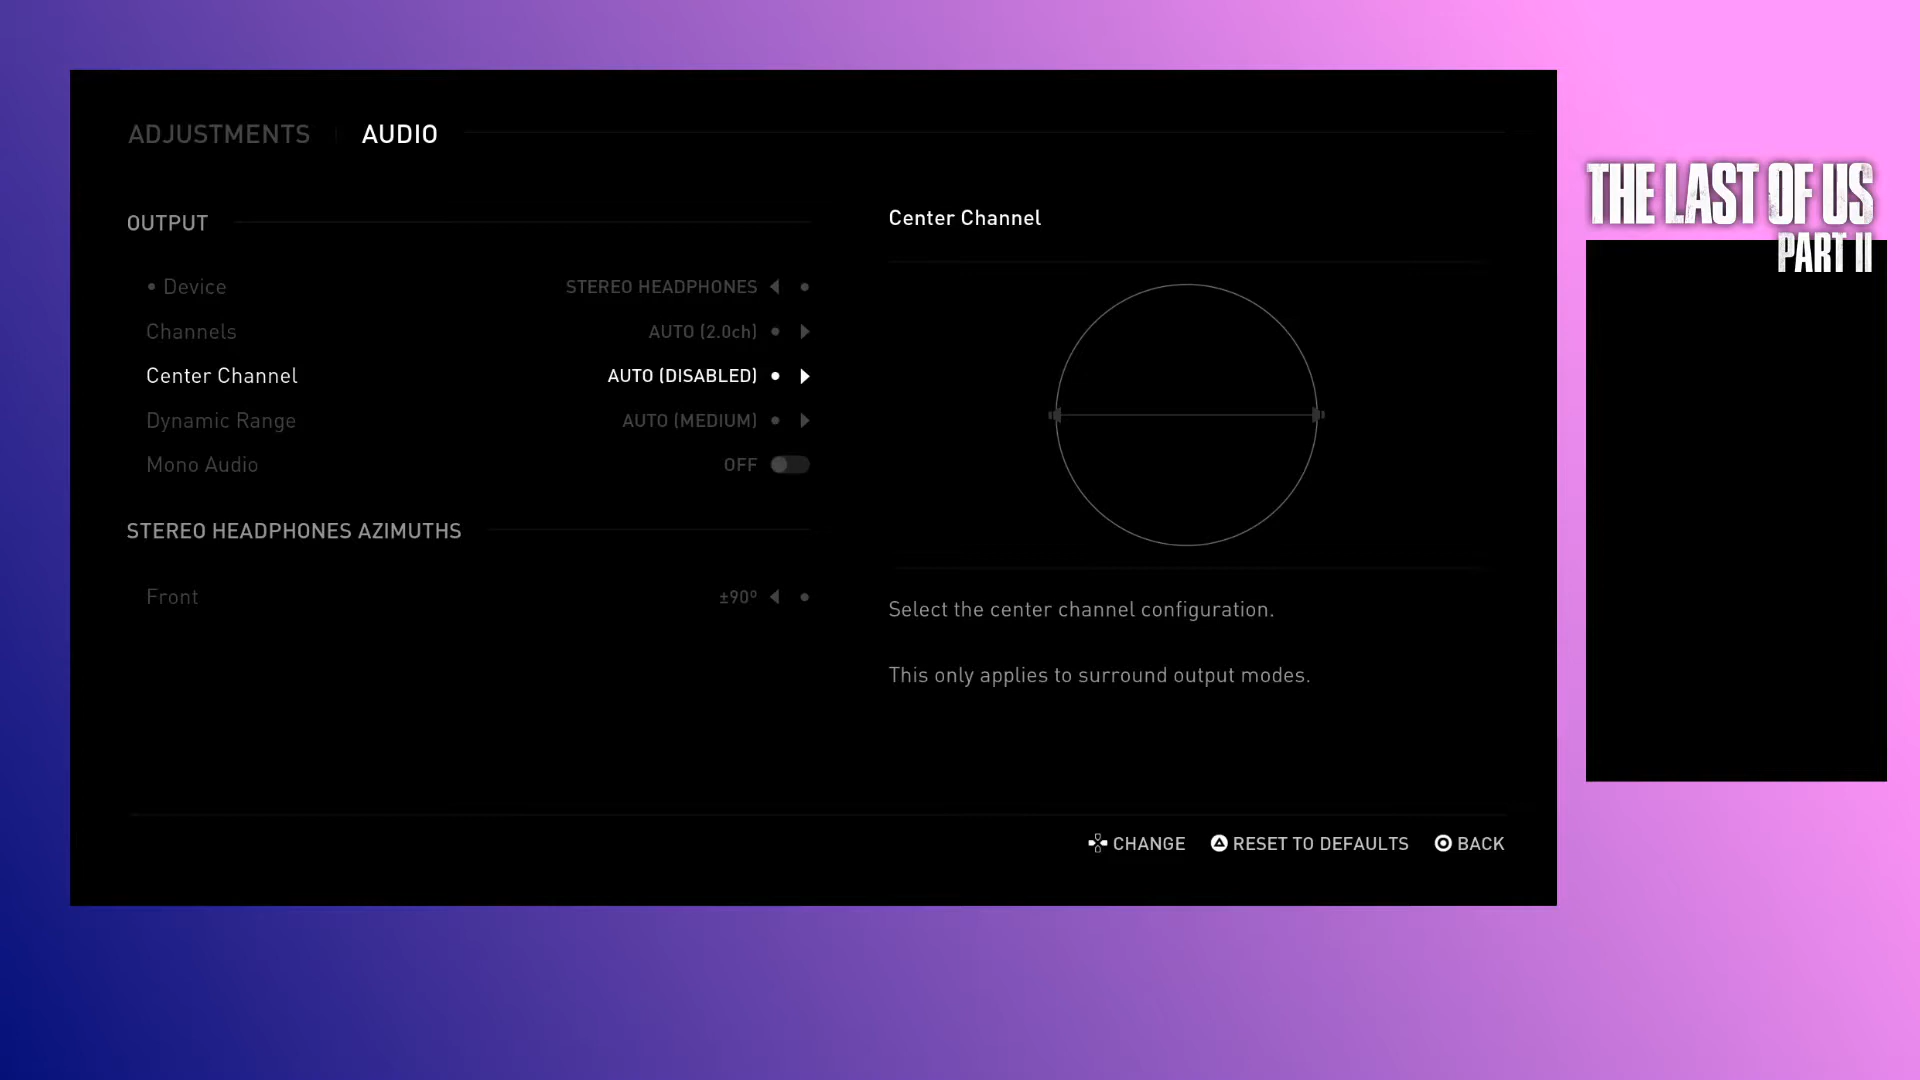 ADJUSTMENTS AUDIO
OUTPUT
• Device STEREO HEADPHONES
Channels AUTO (2.0ch)
Center Channel AUTO (DISABLED)
Dynamic Range AUTO (MEDIUM)
Mono Audio OFF
STEREO HEADPHONES AZIMUTHS
Front ±90º
Center Channel
Select the center channel configuration.
This only applies to surround output modes.
CHANGE RESET TO DEFAULTS BACK
THE LAST OF US
PART II